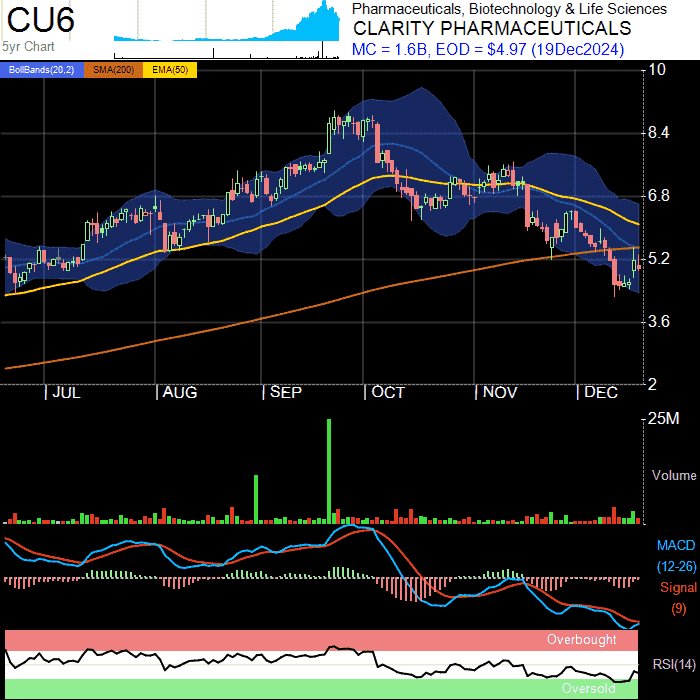 CU6
5yr Chart
Pharmaceuticals, Biotechnology & Life Sciences
CLARITY PHARMACEUTICALS
MC = 1.6B, EOD = $4.97 (19Dec2024)
BollBands(20,2) SMA(200) EMA(50)
10
8.4
6.8
5.2
3.6
2
JUL AUG SEP OCT NOV DEC
25M
Volume
MACD
(12-26)
Signal
(9)
Overbought
RSI(14)
Oversold